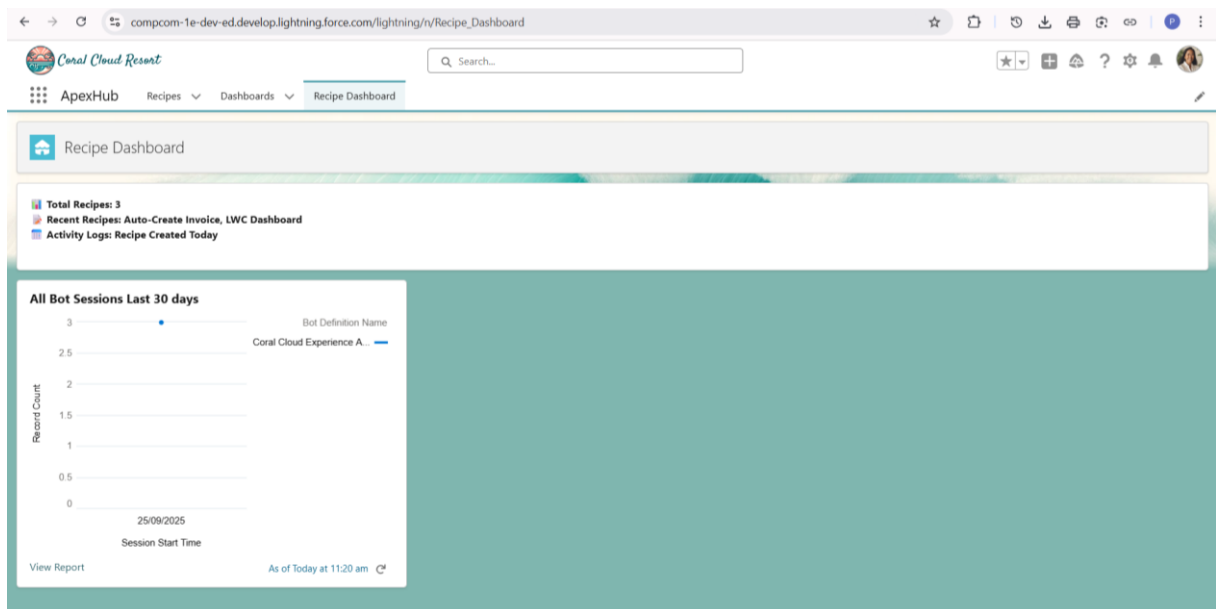 compcom-1e-dev-ed.develop.lightning.force.com/lightning/n/Recipe_Dashboard
P
Coral Cloud Resort
Search...
ApexHub
Recipes
Dashboards
Recipe Dashboard
Recipe Dashboard
Total Recipes: 3
Recent Recipes: Auto-Create Invoice, LWC Dashboard
Activity Logs: Recipe Created Today
All Bot Sessions Last 30 days
Bot Definition Name
Coral Cloud Experience A...
Record Count
3
2.5
2
1.5
1
0.5
0
25/09/2025
Session Start Time
View Report
As of Today at 11:20 am